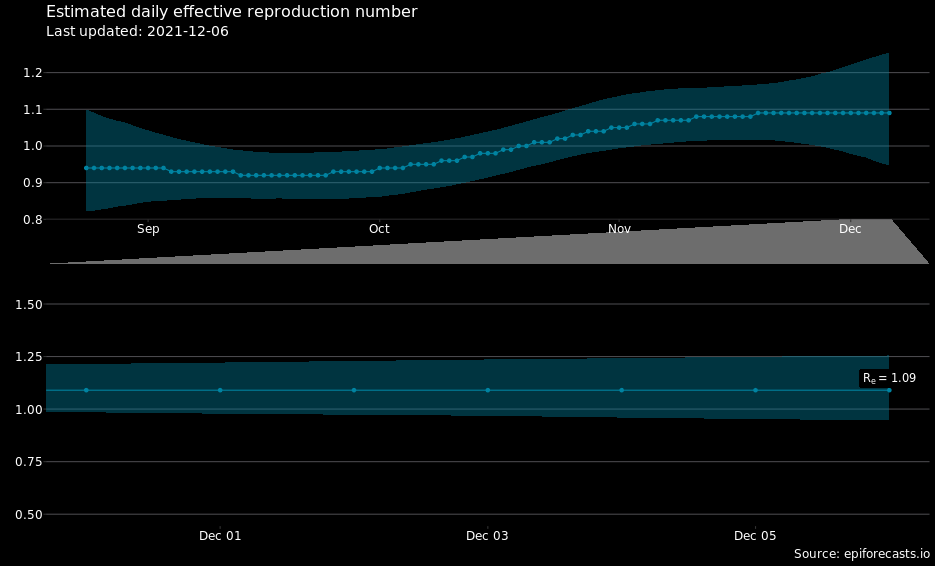 Estimated daily effective reproduction number
Last updated: 2021-12-06
1.2
1.1
1.0
0.9
0.8
Sep Oct Nov Dec
1.50
1.25
Re = 1.09
1.00
0.75
0.50
Dec 01 Dec 03 Dec 05
Source: epiforecasts.io